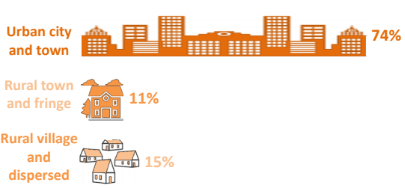 Urban city
and town
74%
Rural town
and fringe
11%
Rural village
and
dispersed
15%